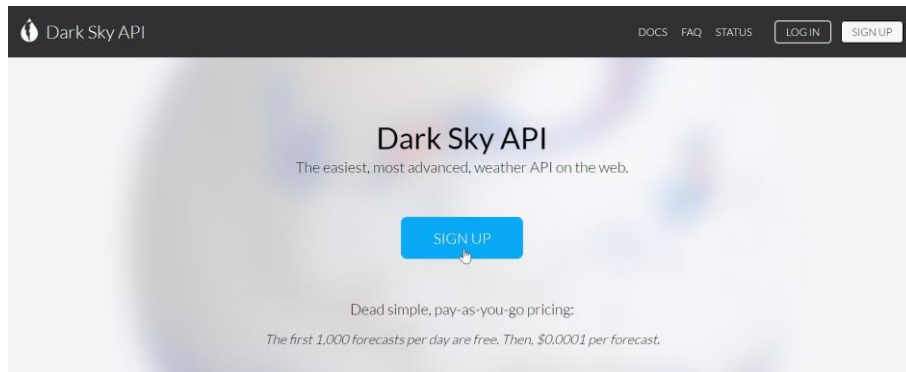 Dark Sky API
DOCS FAQ STATUS LOG IN SIGN UP
Dark Sky API
The easiest, most advanced, weather API on the web.
SIGN UP
Dead simple, pay-as-you-go pricing:
The first 1,000 forecasts per day are free. Then, $0.0001 per forecast.